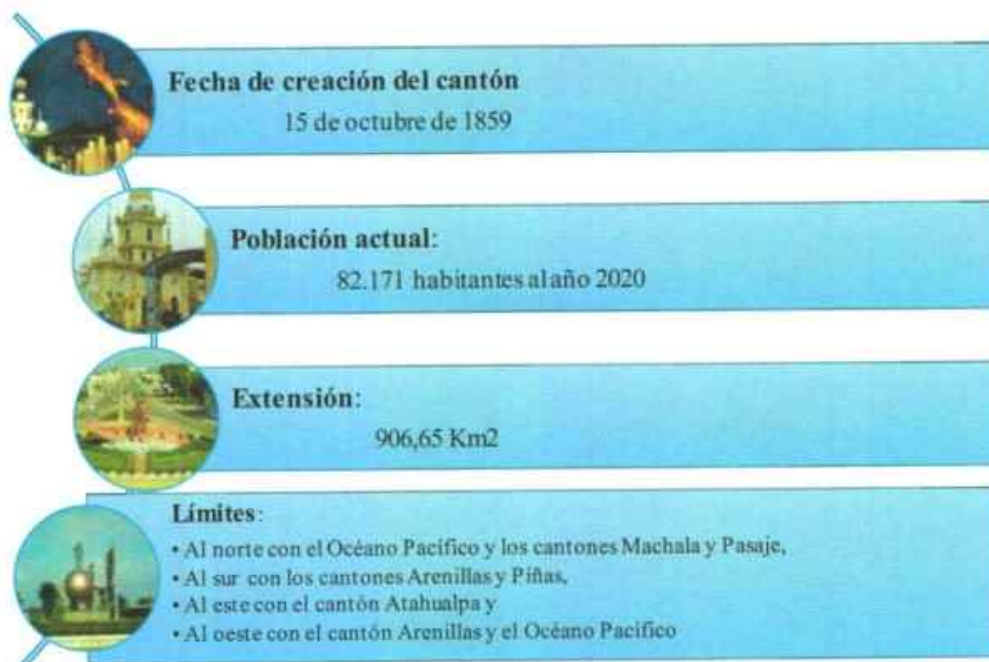 Fecha de creación del cantón
15 de octubre de 1859
Población actual:
82.171 habitantes al año 2020
Extensión:
906,65 Km2
Límites:
• Al norte con el Océano Pacífico y los cantones Machala y Pasaje,
• Al sur con los cantones Arenillas y Piñas,
• Al este con el cantón Atahualpa y
• Al oeste con el cantón Arenillas y el Océano Pacífico